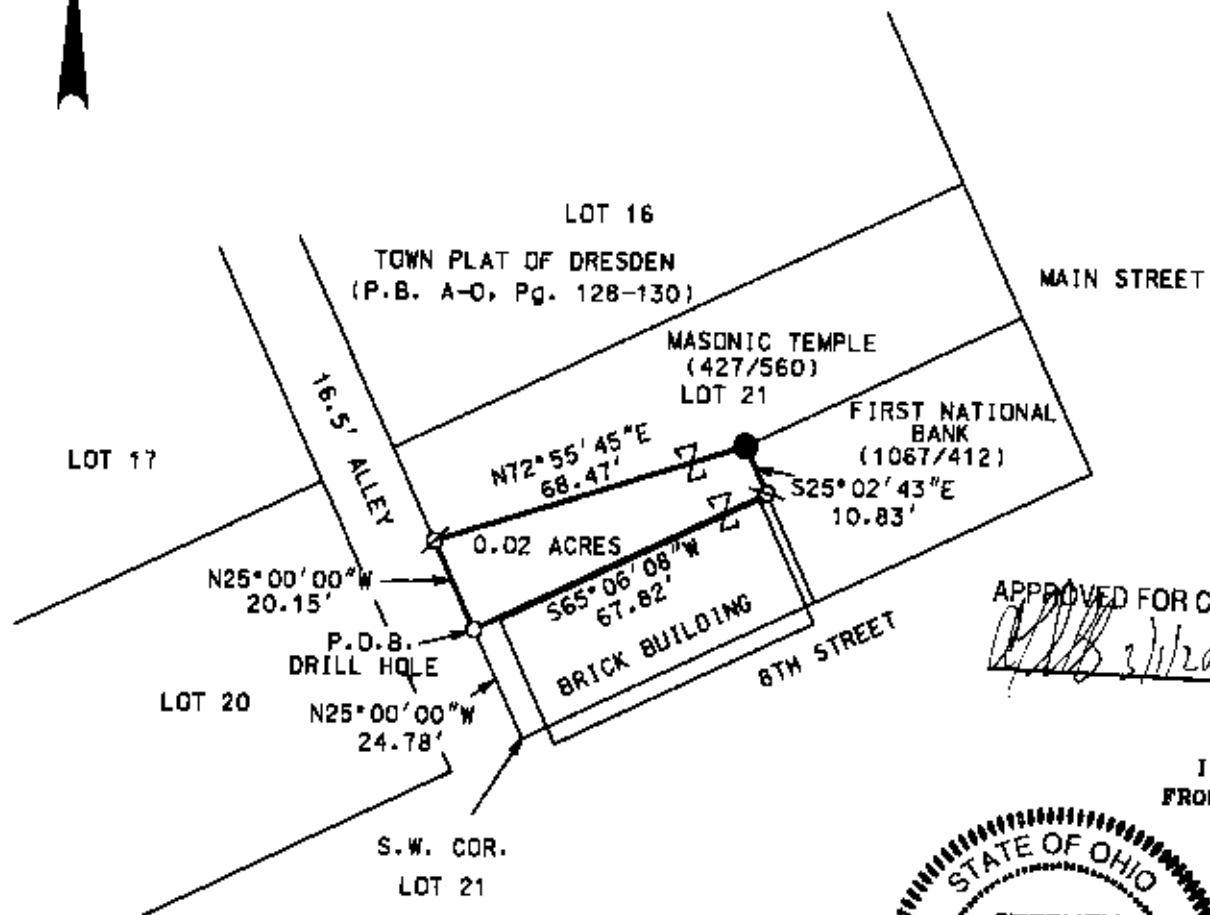 LOT 16
TOWN PLAT OF DRESDEN
(P.B. A-O, Pg. 128-130)
MAIN STREET
MASONIC TEMPLE
(427/560)
LOT 21
16.5' ALLEY
FIRST NATIONAL
BANK
(1067/412)
LOT 17
N72°55'45"E
68.47'
S25°02'43"E
10.83'
0.02 ACRES
N25°00'00"W
20.15'
S65°06'08"W
67.82'
P.O.B.
DRILL HOLE
BRICK BUILDING
8TH STREET
APPROVED FOR C
LOT 20
N25°00'00"W
24.78'
I
FROM
S.W. COR.
LOT 21
STATE OF OHIO